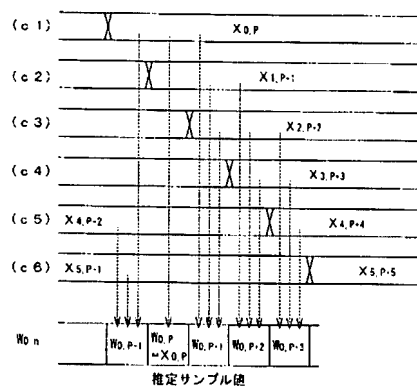 (c1) X0,P
(c2) X1,P+1
(c3) X2,P+2
(c4) X3,P+3
(c5) X4,P-2 X4,P+4
(c6) X5,P-1 X5,P+5
W0n W0,P-1 W0,P W0,P+1 W0,P+2 W0,P+3
=X0,P
推定サンプル値